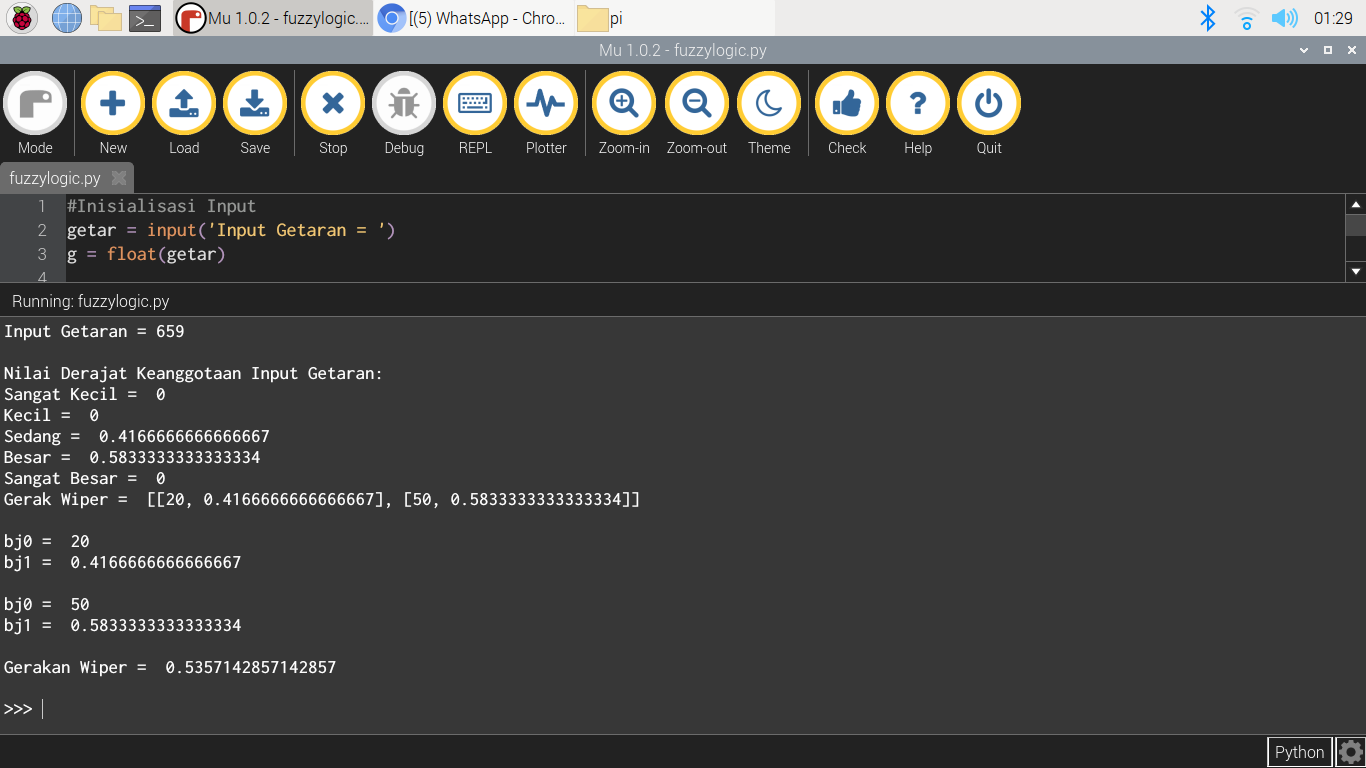 Mu 1.0.2 - fuzzylogic....
[(5) WhatsApp - Chro...
pi
01:29
Mu 1.0.2 - fuzzylogic.py
Mode
New
Load
Save
Stop
Debug
REPL
Plotter
Zoom-in
Zoom-out
Theme
Check
Help
Quit
fuzzylogic.py
1 #Inisialisasi Input
2 getar = input('Input Getaran = ')
3 g = float(getar)
4
Running: fuzzylogic.py
Input Getaran = 659
Nilai Derajat Keanggotaan Input Getaran:
Sangat Kecil =  0
Kecil =  0
Sedang =  0.4166666666666667
Besar =  0.5833333333333334
Sangat Besar =  0
Gerak Wiper =  [[20, 0.4166666666666667], [50, 0.5833333333333334]]
bj0 =  20
bj1 =  0.4166666666666667
bj0 =  50
bj1 =  0.5833333333333334
Gerakan Wiper =  0.5357142857142857
>>>
Python